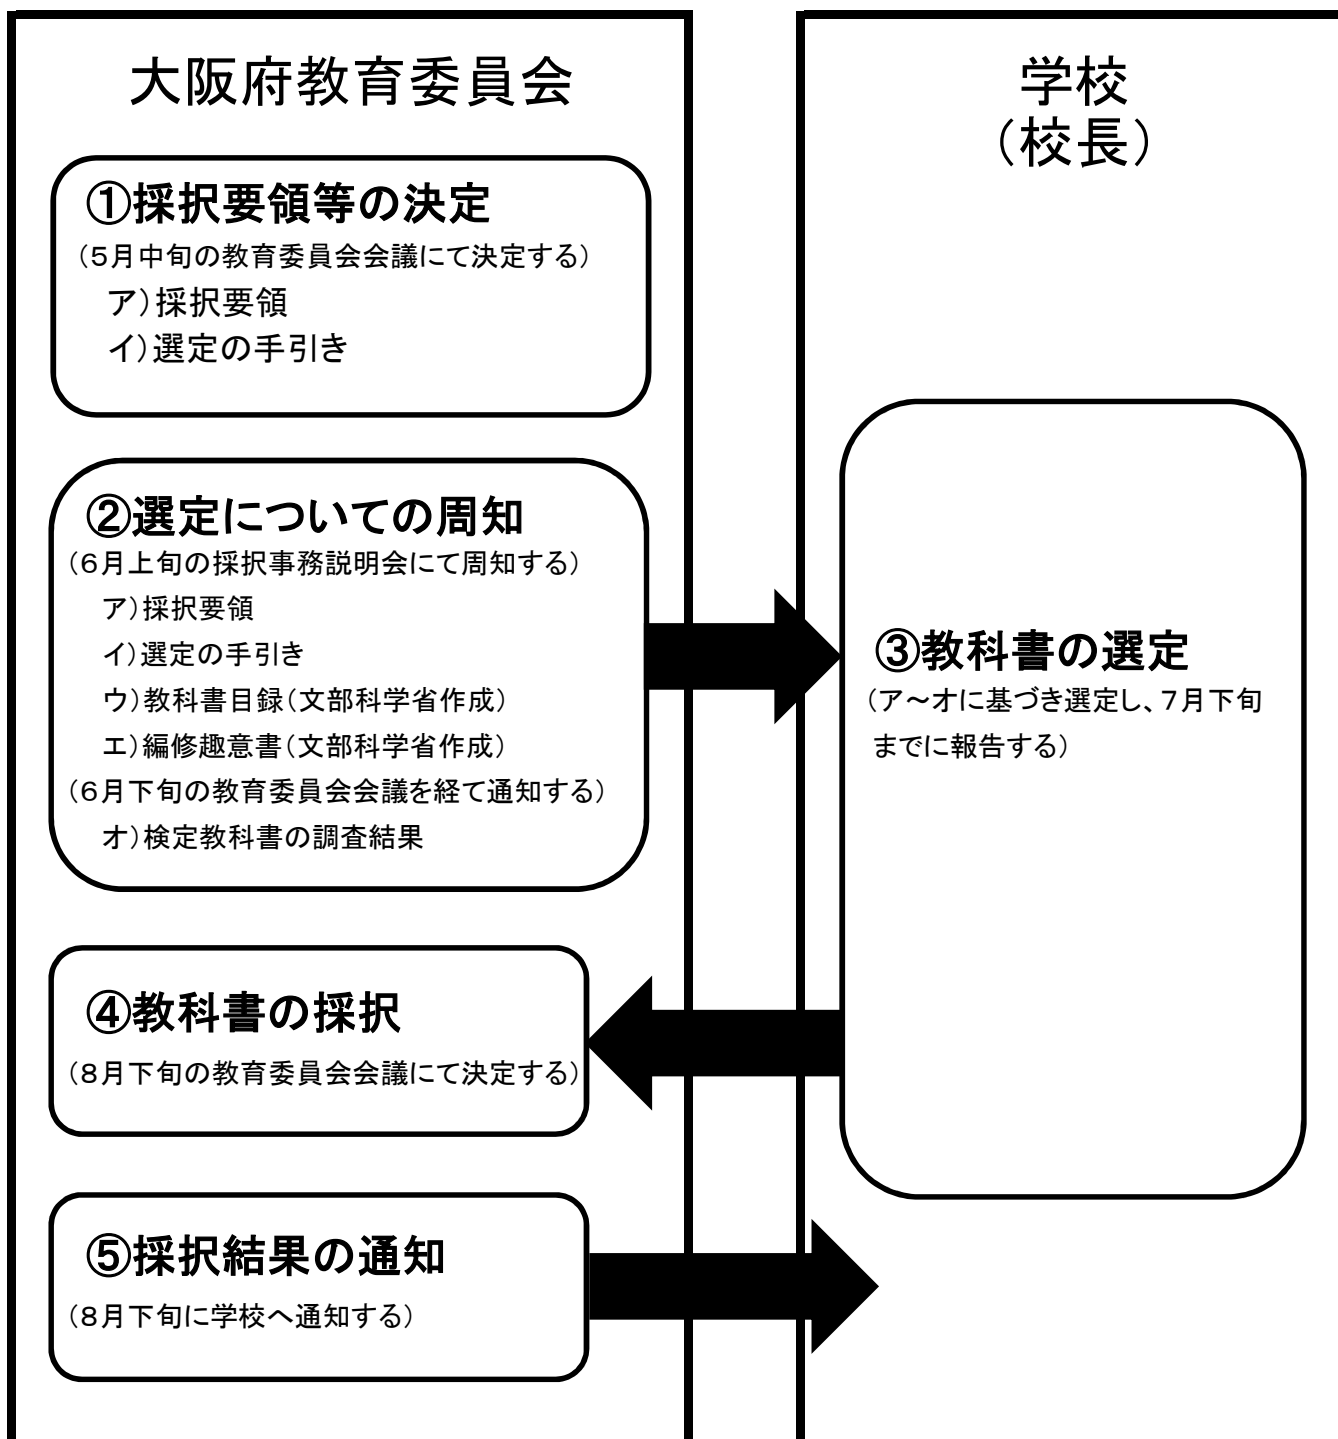 大阪府教育委員会
①採択要領等の決定
(5月中旬の教育委員会会議にて決定する)
ア)採択要領
イ)選定の手引き
②選定についての周知
(6月上旬の採択事務説明会にて周知する)
ア)採択要領
イ)選定の手引き
ウ)教科書目録(文部科学省作成)
エ)編修趣意書(文部科学省作成)
(6月下旬の教育委員会会議を経て通知する)
オ)検定教科書の調査結果
④教科書の採択
(8月下旬の教育委員会会議にて決定する)
⑤採択結果の通知
(8月下旬に学校へ通知する)
学校
(校長)
③教科書の選定
(ア～オに基づき選定し、7月下旬
までに報告する)